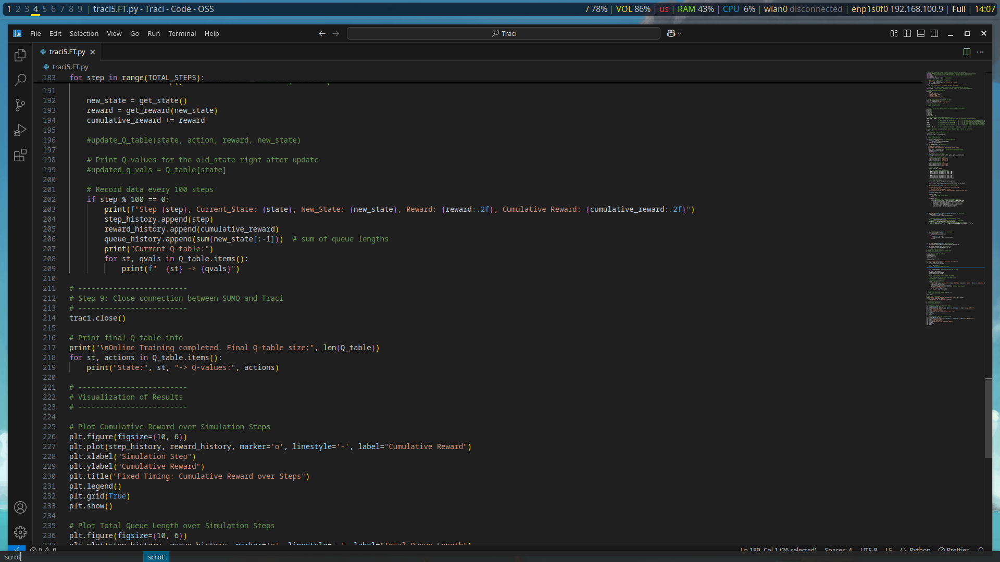 1 2 3 4 5 6 7 8 9 | traci5.FT.py - Traci - Code - OSS
/ 78% | VOL 86% | us | RAM 43% | CPU 6% | wlan0 disconnected | enp1s0f0 192.168.100.9 | Full | 14:07
File Edit Selection View Go Run Terminal Help
Traci
traci5.FT.py
traci5.FT.py
183 for step in range(TOTAL_STEPS):
191
192 new_state = get_state()
193 reward = get_reward(new_state)
194 cumulative_reward += reward
195
196 #update_Q_table(state, action, reward, new_state)
197
198 # Print Q-values for the old_state right after update
199 #updated_q_vals = Q_table[state]
200
201 # Record data every 100 steps
202 if step % 100 == 0:
203 print(f"Step {step}, Current_State: {state}, New_State: {new_state}, Reward: {reward:.2f}, Cumulative Reward: {cumulative_reward:.2f}")
204 step_history.append(step)
205 reward_history.append(cumulative_reward)
206 queue_history.append(sum(new_state[:-1])) # sum of queue lengths
207 print("Current Q-table:")
208 for st, qvals in Q_table.items():
209 print(f"  {st} -> {qvals}")
210
211 # -------------------------
212 # Step 9: Close connection between SUMO and Traci
213 # -------------------------
214 traci.close()
215
216 # Print final Q-table info
217 print("\nOnline Training completed. Final Q-table size:", len(Q_table))
218 for st, actions in Q_table.items():
219 print("State:", st, "-> Q-values:", actions)
220
221 # -------------------------
222 # Visualization of Results
223 # -------------------------
224
225 # Plot Cumulative Reward over Simulation Steps
226 plt.figure(figsize=(10, 6))
227 plt.plot(step_history, reward_history, marker='o', linestyle='-', label="Cumulative Reward")
228 plt.xlabel("Simulation Step")
229 plt.ylabel("Cumulative Reward")
230 plt.title("Fixed Timing: Cumulative Reward over Steps")
231 plt.legend()
232 plt.grid(True)
233 plt.show()
234
235 # Plot Total Queue Length over Simulation Steps
236 plt.figure(figsize=(10, 6))
237 plt.plot(step_history, queue_history, marker='o', linestyle='-', label="Total Queue Length")
0 0 Ln 189, Col 1 (26 selected) Spaces: 4 UTF-8 LF {} Python Prettier
scrot scrot